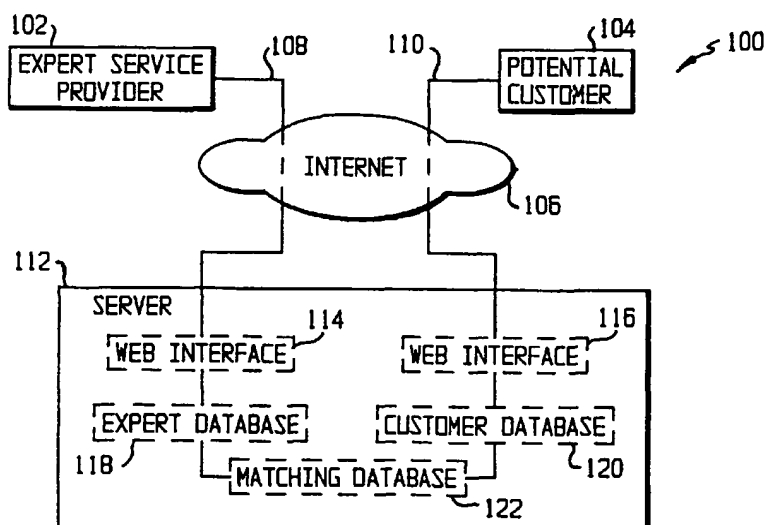 102
108
110
104
100
EXPERT SERVICE
PROVIDER
POTENTIAL
CUSTOMER
INTERNET
106
112
SERVER
114
116
WEB INTERFACE
WEB INTERFACE
EXPERT DATABASE
CUSTOMER DATABASE
118
120
MATCHING DATABASE
122